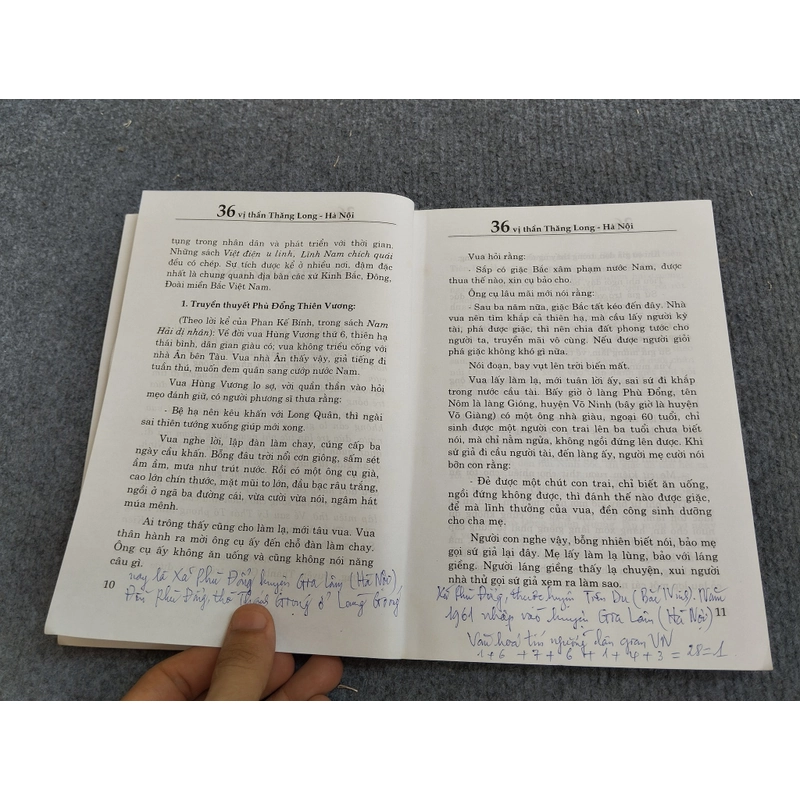 36 vị thần Thăng Long - Hà Nội
tụng trong nhân dân và phát triển với thời gian.
Những sách Việt điện u linh, Lĩnh Nam chích quái
đều có chép. Sự tích được kể ở nhiều nơi, đậm đặc
nhất là chung quanh địa bàn các xứ Kinh Bắc, Đông,
Đoài miền Bắc Việt Nam.
1. Truyền thuyết Phù Đổng Thiên Vương:
(Theo lời kể của Phan Kế Bính, trong sách Nam
Hải dị nhân): Về đời vua Hùng Vương thứ 6, thiên hạ
thái bình, dân gian giàu có; vua không triều cống với
nhà Ân bên Tàu. Vua nhà Ân thấy vậy, giả tiếng đi
tuần thú, muốn đem quân sang cướp nước Nam.
Vua Hùng Vương lo sợ, vời quần thần vào hỏi
mẹo đánh giữ, có người phương sĩ thưa rằng:
- Bệ hạ nên kêu khấn với Long Quân, thì ngài
sai thiên tướng xuống giúp mới xong.
Vua nghe lời, lập đàn làm chay, cúng cấp ba
ngày cầu khẩn. Bỗng đâu trời nổi cơn giông, sấm sét
ầm ầm, mưa như trút nước. Rồi có một ông cụ già,
cao lớn chín thước, mặt mũi to lớn, đầu bạc râu trắng,
ngồi ở ngã ba đường cái, vừa cười vừa nói, ngâm hát
múa mênh.
Ai trông thấy cũng cho làm lạ, mới tâu vua. Vua
thân hành ra mời ông cụ ấy đến chỗ đàn làm chay.
Ông cụ ấy không ăn uống và cũng không nói năng
câu gì.
nay là Xã Phù Đổng huyện Gia Lâm (Hà Nội)
10
Đền Phù Đổng, thờ Thánh Gióng ở Làng Gióng
36 vị thần Thăng Long - Hà Nội
Vua hỏi rằng:
- Sắp có giặc Bắc xâm phạm nước Nam, được
thua thế nào, xin cụ bảo cho.
Ông cụ lâu mãi mới nói rằng:
- Sau ba năm nữa, giặc Bắc tất kéo đến đây. Nhà
vua nên tìm khắp cả thiên hạ, mà cầu lấy người kỳ
tài, phá được giặc, thì nên chia đất phong tước cho
người ta, truyền mãi vô cùng. Nếu được người giỏi
phá giặc không khó gì nữa.
Nói đoạn, bay vụt lên trời biến mất.
Vua lấy làm lạ, mới tuân lời ấy, sai sứ đi khắp
trong nước cầu tài. Bấy giờ ở làng Phù Đổng, tên
Nôm là làng Gióng, huyện Võ Ninh (bây giờ là huyện
Võ Giàng) có một ông nhà giàu, ngoại 60 tuổi, chỉ
sinh được một người con trai lên ba tuổi chưa biết
nói, mà chỉ nằm ngửa, không ngồi đứng lên được. Khi
sứ giả đi cầu người tài, đến làng ấy, người mẹ cười nói
bỡn con rằng:
- Đẻ được một chút con trai, chỉ biết ăn uống,
ngồi đứng không được, thì đánh thế nào được giặc,
để mà lĩnh thưởng của vua, đền công sinh dưỡng
cho cha mẹ.
Người con nghe vậy, bỗng nhiên biết nói, bảo mẹ
gọi sứ giả lại đây. Mẹ lấy làm lạ lùng, bảo với láng
giềng. Người láng giềng thấy lạ chuyện, xui người
nhà thử gọi sứ giả xem ra làm sao.
Xã Phù Đổng, thuộc huyện Tiên Du (Bắc Ninh). Năm
1961 nhập vào huyện Gia Lâm (Hà Nội)
11
Văn hoá tín ngưỡng dân gian VN
1+6 +7+6+1+4+3 = 28=1